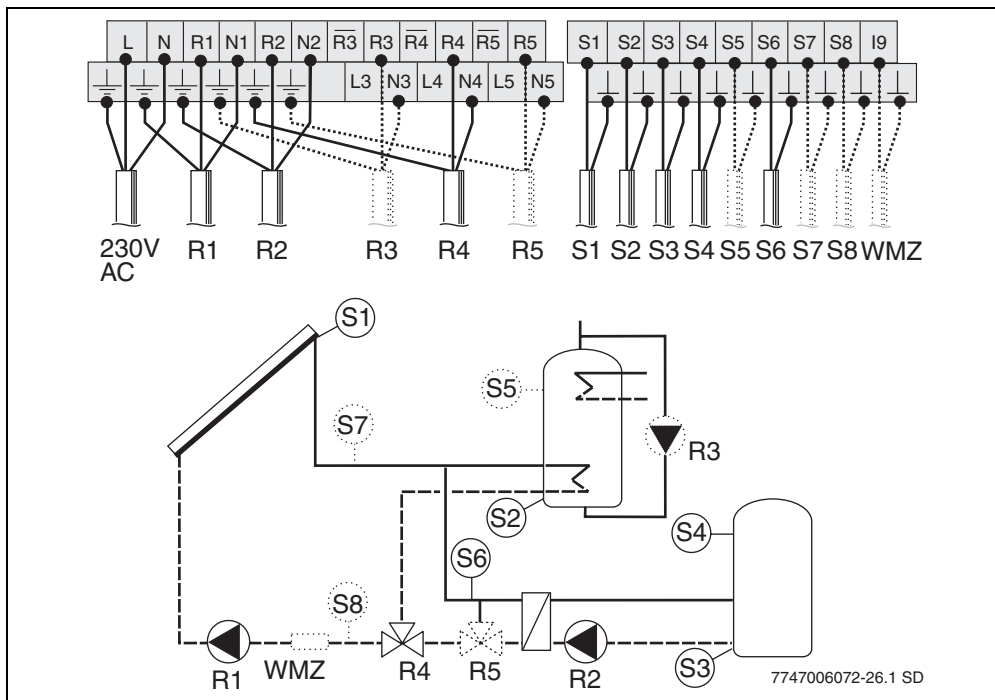 L N R1 N1 R2 N2 R̅3̅ R3 R̅4̅ R4 R̅5̅ R5 S1 S2 S3 S4 S5 S6 S7 S8 I9
L3 N3 L4 N4 L5 N5
230V R1 R2 R3 R4 R5 S1 S2 S3 S4 S5 S6 S7 S8 WMZ
AC
S1
S5
S7
R3
S2
S4
S6
S8
WMZ
R1
R4
R5
R2
S3
7747006072-26.1 SD